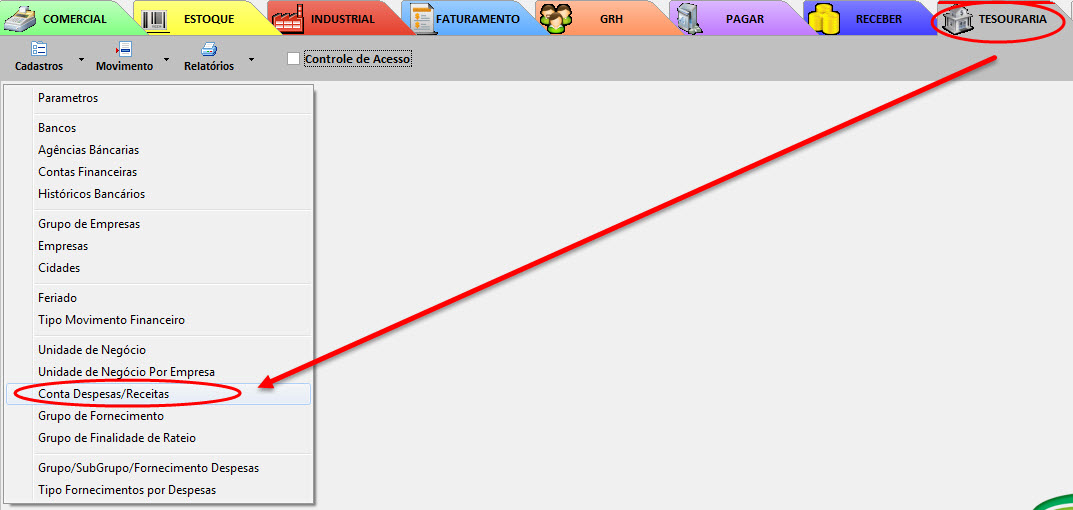 COMERCIAL ESTOQUE INDUSTRIAL FATURAMENTO GRH PAGAR RECEBER TESOURARIA
Cadastros Movimento Relatórios Controle de Acesso
Parametros
Bancos
Agências Báncarias
Contas Financeiras
Históricos Bancários
Grupo de Empresas
Empresas
Cidades
Feriado
Tipo Movimento Financeiro
Unidade de Negócio
Unidade de Negócio Por Empresa
Conta Despesas/Receitas
Grupo de Fornecimento
Grupo de Finalidade de Rateio
Grupo/SubGrupo/Fornecimento Despesas
Tipo Fornecimentos por Despesas